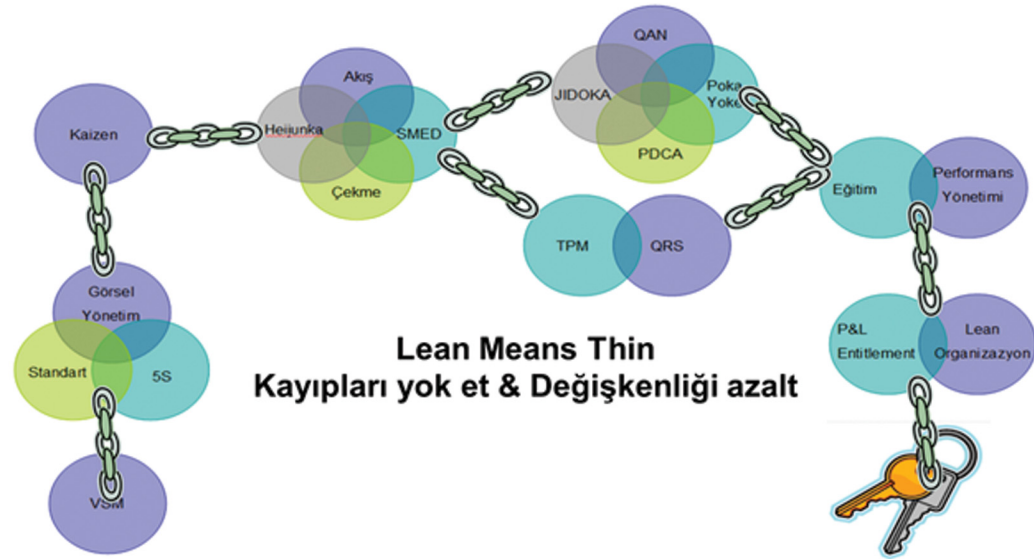 QAN
Akış
JIDOKA
Poka
Yoke
Kaizen
Heijunka
SMED
PDCA
Çekme
Eğitim
Performans
Yönetimi
TPM
QRS
Görsel
Yönetim
Standart
5S
P&L
Entitlement
Lean
Organizazyon
Lean Means Thin
Kayıpları yok et & Değişkenliği azalt
VSM